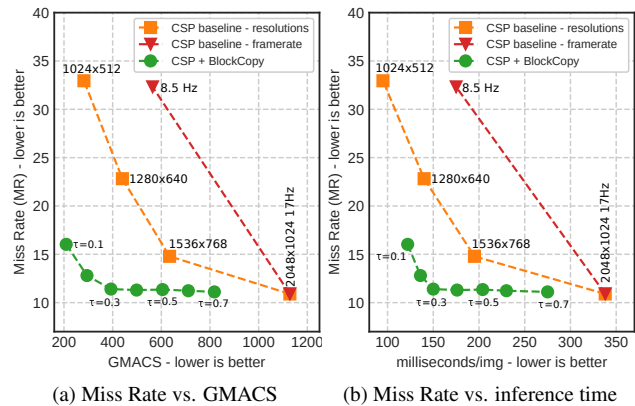 CSP baseline - resolutions
CSP baseline - framerate
CSP + BlockCopy
1024x512
8.5 Hz
1280x640
1536x768
2048x1024 17Hz
τ=0.1
τ=0.3
τ=0.5
τ=0.7
40
35
30
25
20
15
10
Miss Rate (MR) - lower is better
200 400 600 800 1000 1200
GMACS - lower is better
(a) Miss Rate vs. GMACS
CSP baseline - resolutions
CSP baseline - framerate
CSP + BlockCopy
1024x512
8.5 Hz
1280x640
1536x768
2048x1024 17Hz
τ=0.1
τ=0.3
τ=0.5
τ=0.7
40
35
30
25
20
15
10
Miss Rate (MR) - lower is better
100 150 200 250 300 350
milliseconds/img - lower is better
(b) Miss Rate vs. inference time